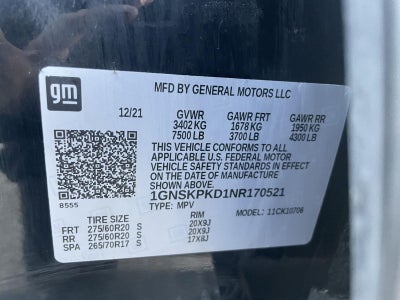 gm
MFD BY GENERAL MOTORS LLC
12/21 GVWR GAWR FRT GAWR RR
3402 KG 1678 KG 1950 KG
7500 LB 3700 LB 4300 LB
THIS VEHICLE CONFORMS TO ALL
APPLICABLE U.S. FEDERAL MOTOR
VEHICLE SAFETY STANDARDS IN EFFECT
ON THE DATE OF MANUFACTURE
SHOWN ABOVE.
1GNSKPKD1NR170521
8555 TYPE: MPV MODEL: 11CK10706
TIRE SIZE RIM
FRT 275/60R20 S 20X9J
RR 275/60R20 S 20X9J
SPA 265/70R17 S 17X8J